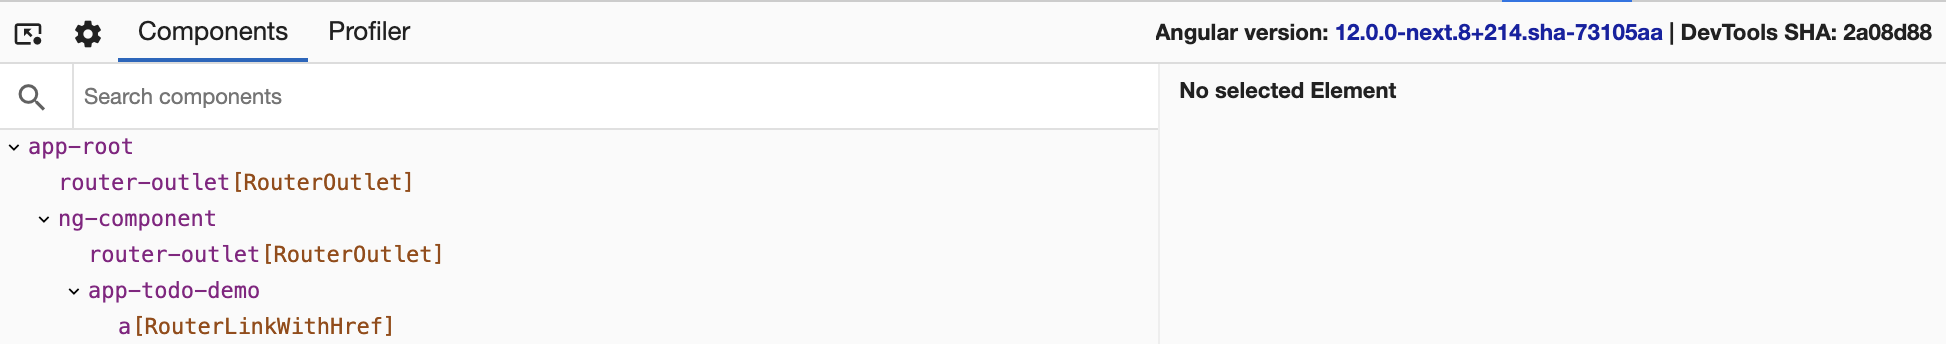 Components Profiler Angular version: 12.0.0-next.8+214.sha-73105aa | DevTools SHA: 2a08d88
Search components
No selected Element
app-root
router-outlet[RouterOutlet]
ng-component
router-outlet[RouterOutlet]
app-todo-demo
a[RouterLinkWithHref]